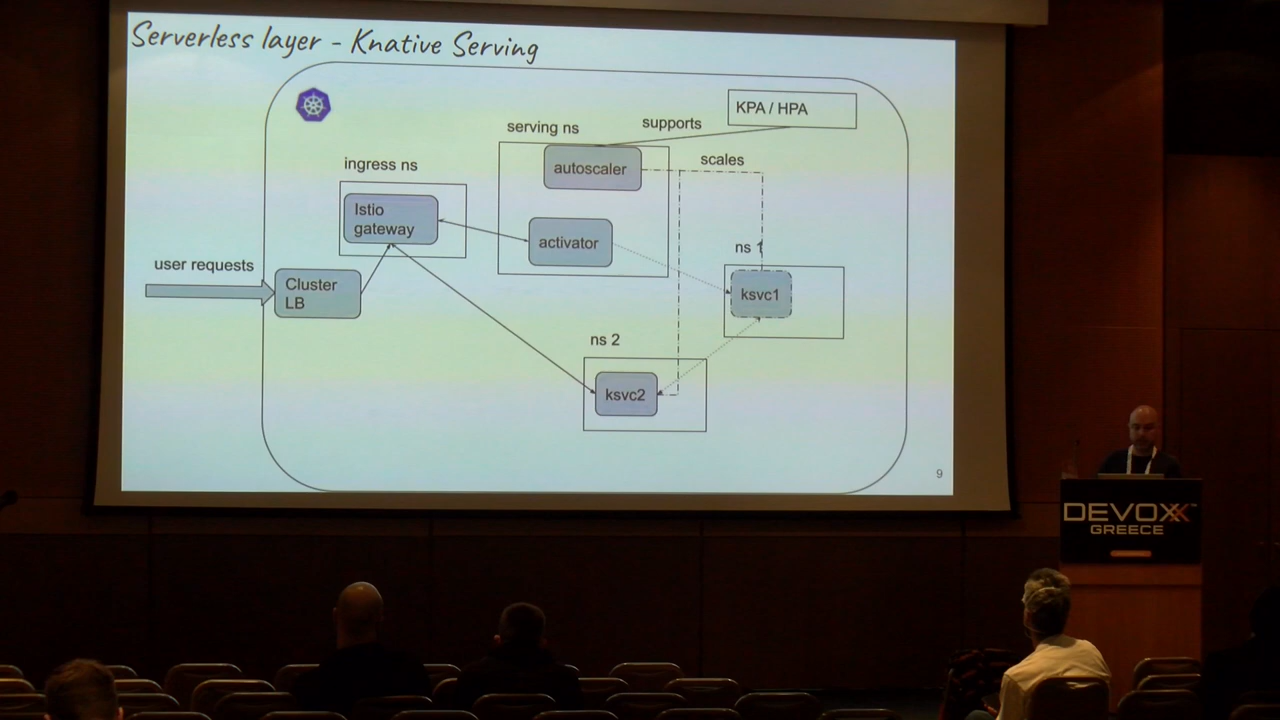 Serverless layer - Knative Serving
KPA / HPA
serving ns
supports
autoscaler
scales
ingress ns
Istio
gateway
activator
ns 1
user requests
Cluster
LB
ksvc1
ns 2
ksvc2
9
DEVOXX
GREECE